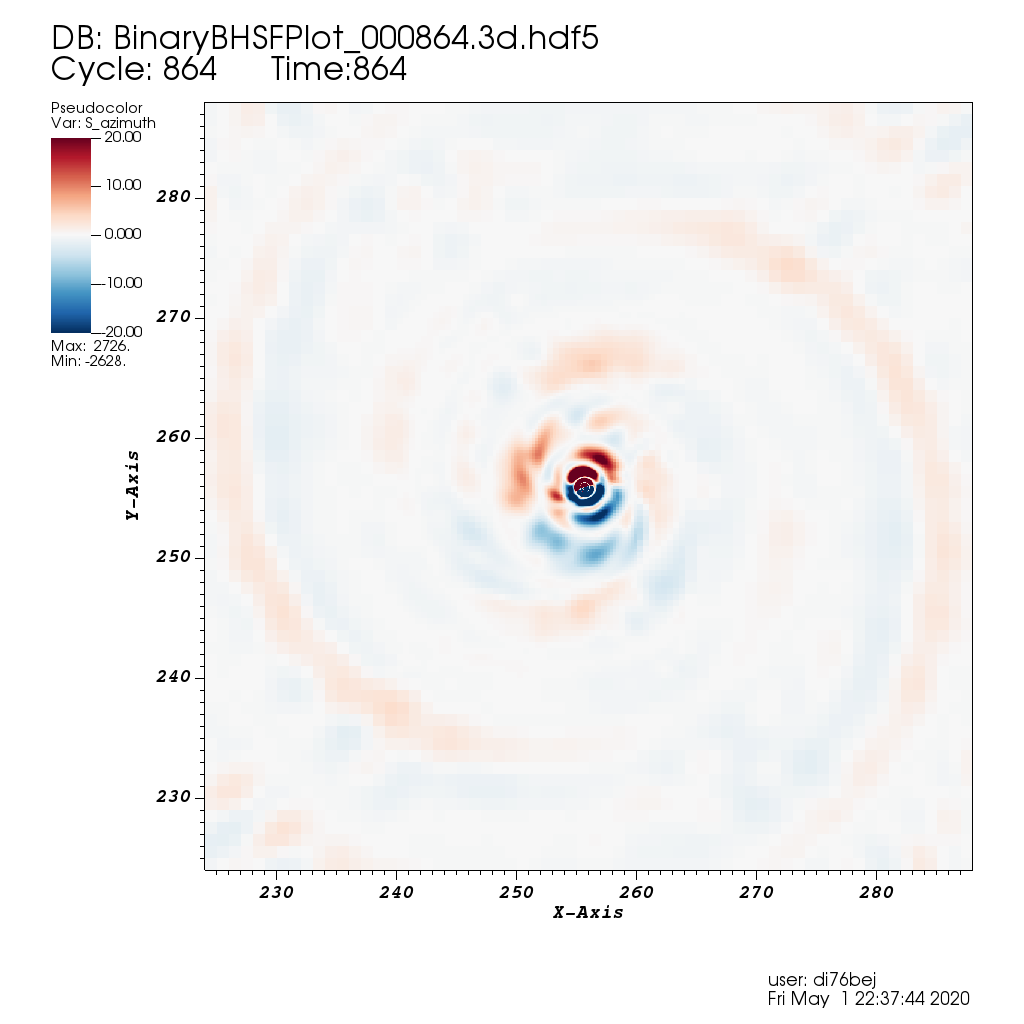 DB: BinaryBHSFPlot_000864.3d.hdf5
Cycle: 864 Time:864
Pseudocolor
Var: S_azimuth
20.00
10.00
0.000
-10.00
-20.00
Max: 2726.
Min: -2628.
280
270
260
250
240
230
Y-Axis
230 240 250 260 270 280
X-Axis
user: di76bej
Fri May 1 22:37:44 2020